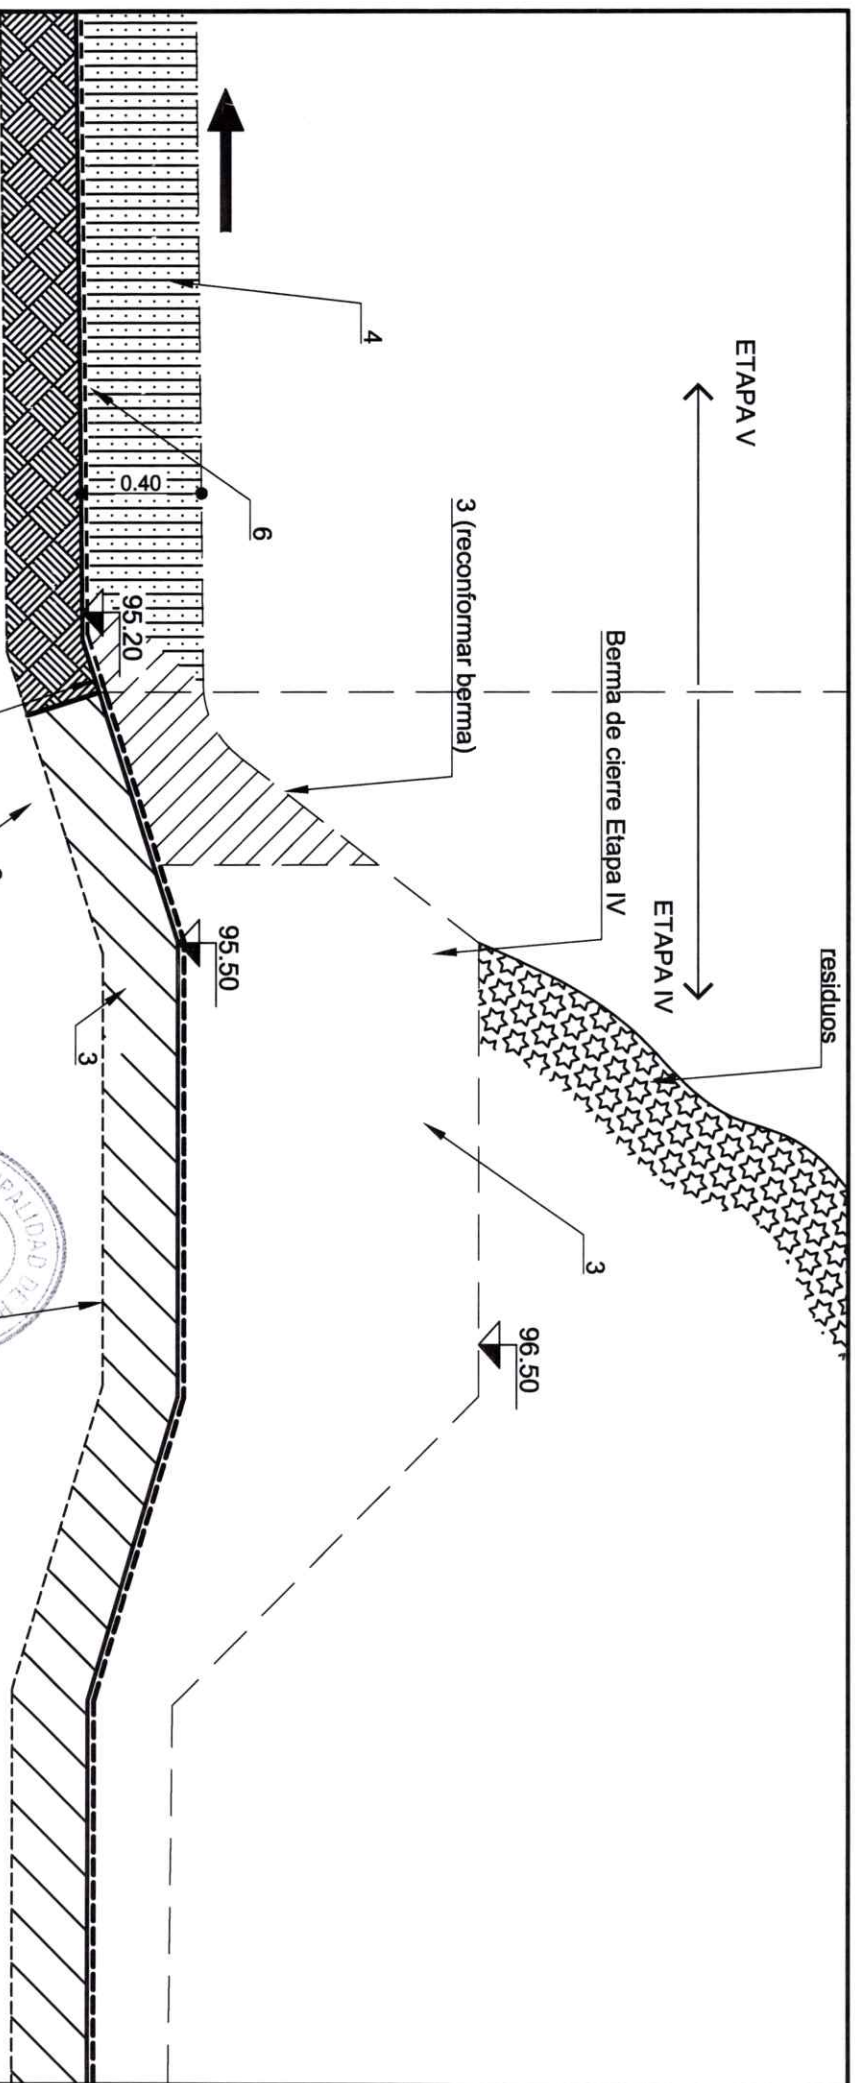 ETAPA V
ETAPA IV
residuos
Berma de cierre Etapa IV
3 (reconformar berma)
4
6
0.40
95.20
95.50
96.50
3
3